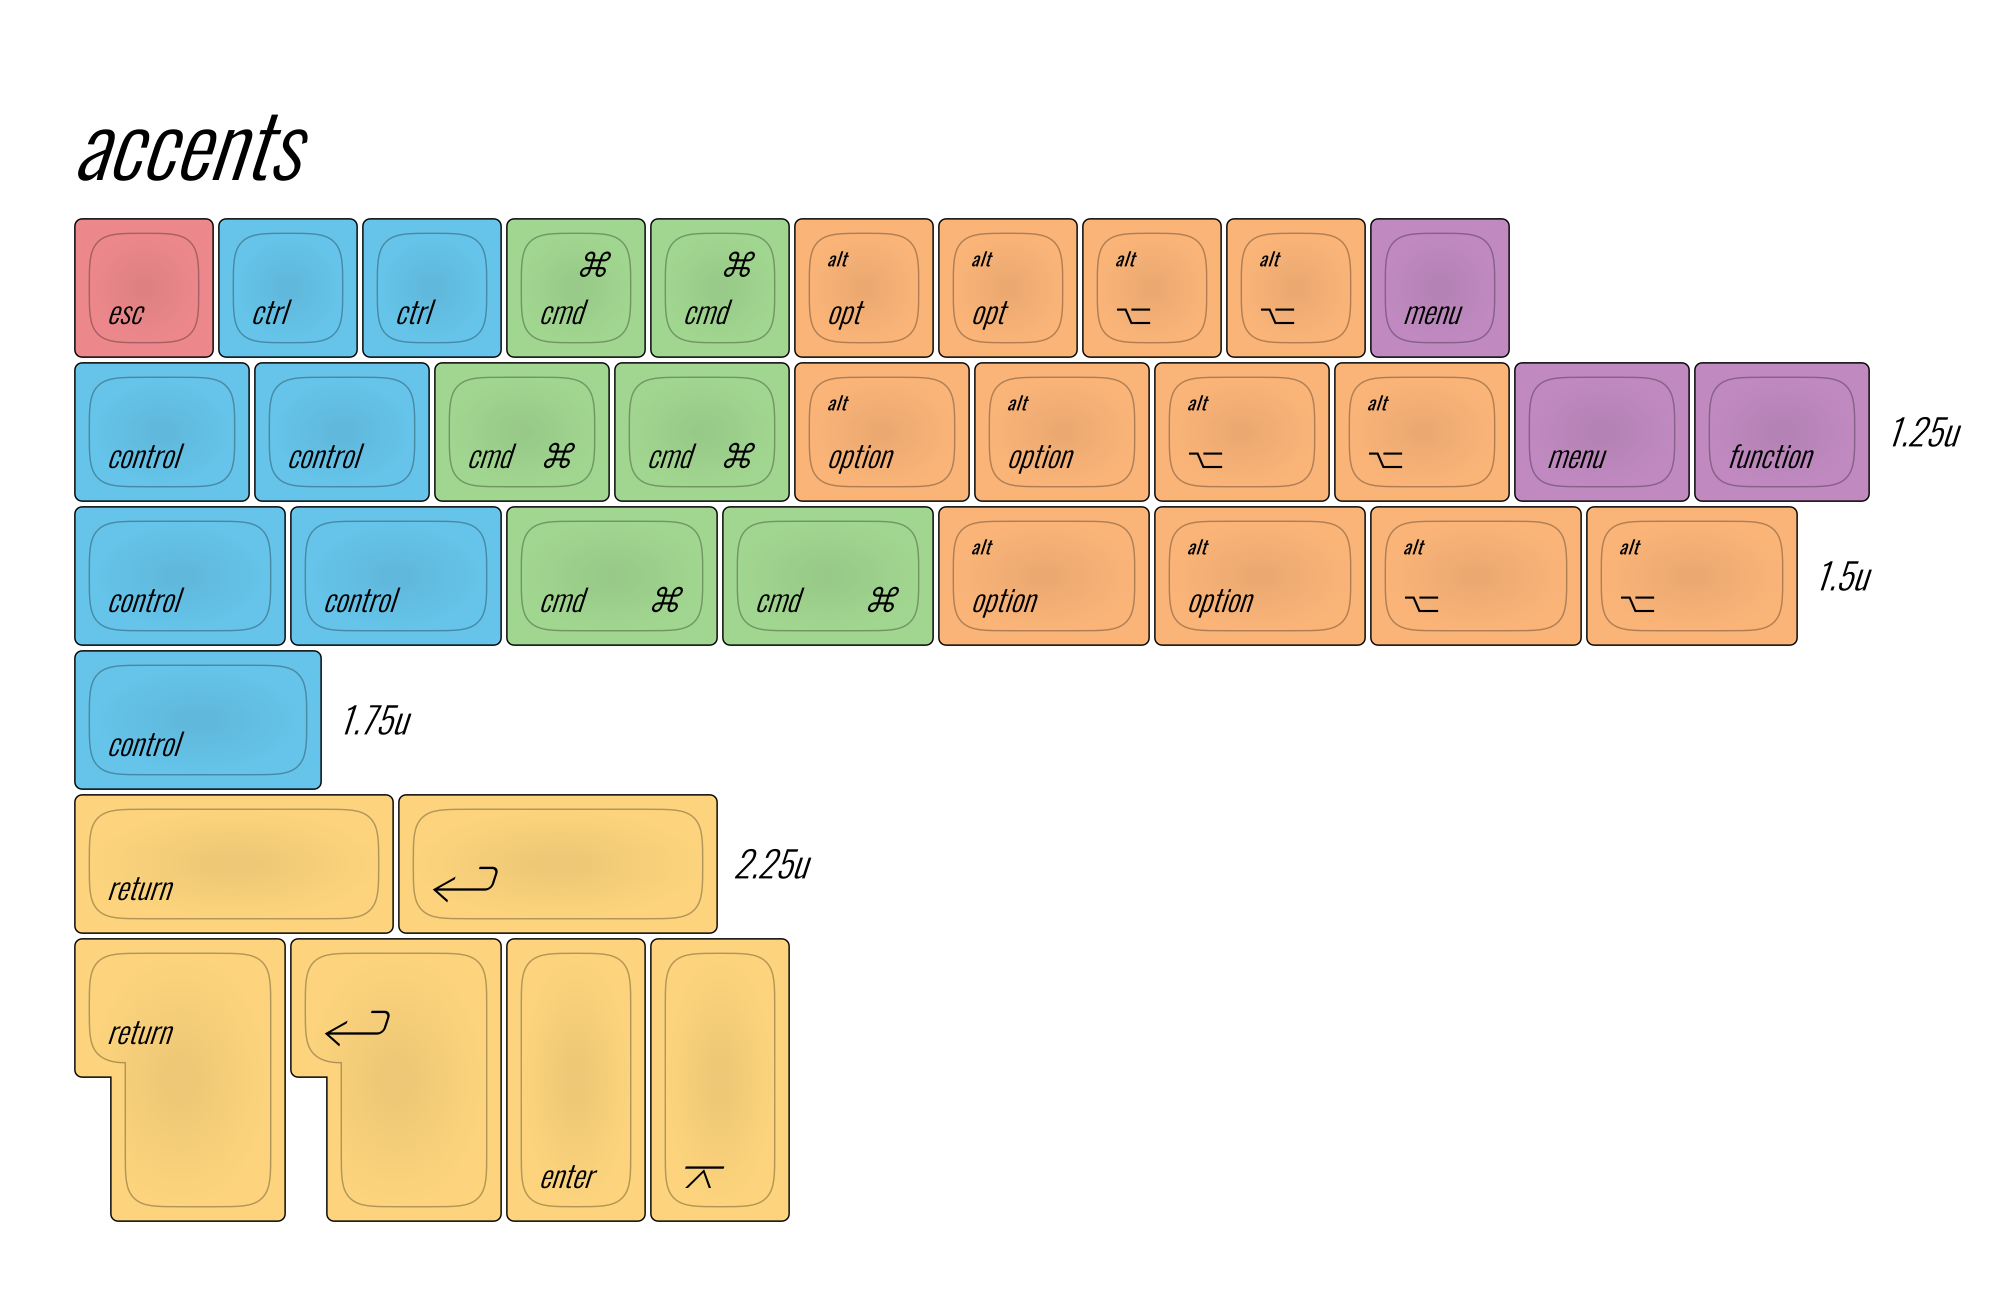 accents
esc ctrl ctrl ⌘ cmd ⌘ cmd alt opt alt opt alt ⌥ alt ⌥ menu
control control cmd ⌘ cmd ⌘ alt option alt option alt ⌥ alt ⌥ menu function 1.25u
control control cmd ⌘ cmd ⌘ alt option alt option alt ⌥ alt ⌥ 1.5u
control 1.75u
return 2.25u
return
enter ⌅